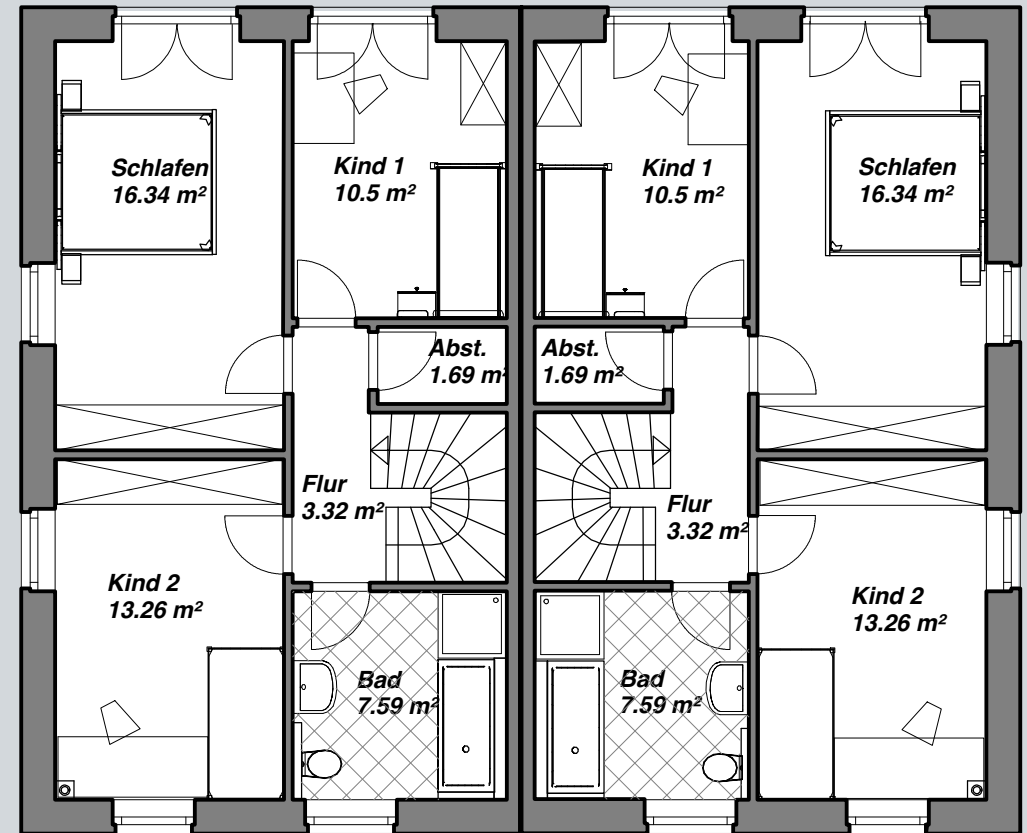 Schlafen
16.34 m²
Kind 1
10.5 m²
Kind 1
10.5 m²
Schlafen
16.34 m²
Abst.
1.69 m²
Abst.
1.69 m²
Flur
3.32 m²
Flur
3.32 m²
Kind 2
13.26 m²
Kind 2
13.26 m²
Bad
7.59 m²
Bad
7.59 m²